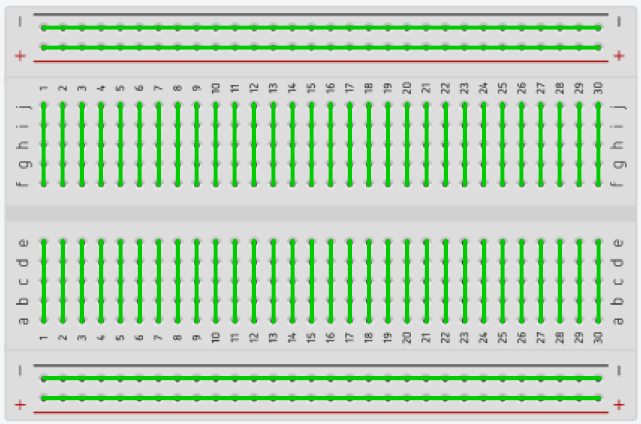 − −
+ +
1 2 3 4 5 6 7 8 9 10 11 12 13 14 15 16 17 18 19 20 21 22 23 24 25 26 27 28 29 30
j j
i i
h h
g g
f f
e e
d d
c c
b b
a a
1 2 3 4 5 6 7 8 9 10 11 12 13 14 15 16 17 18 19 20 21 22 23 24 25 26 27 28 29 30
− −
+ +